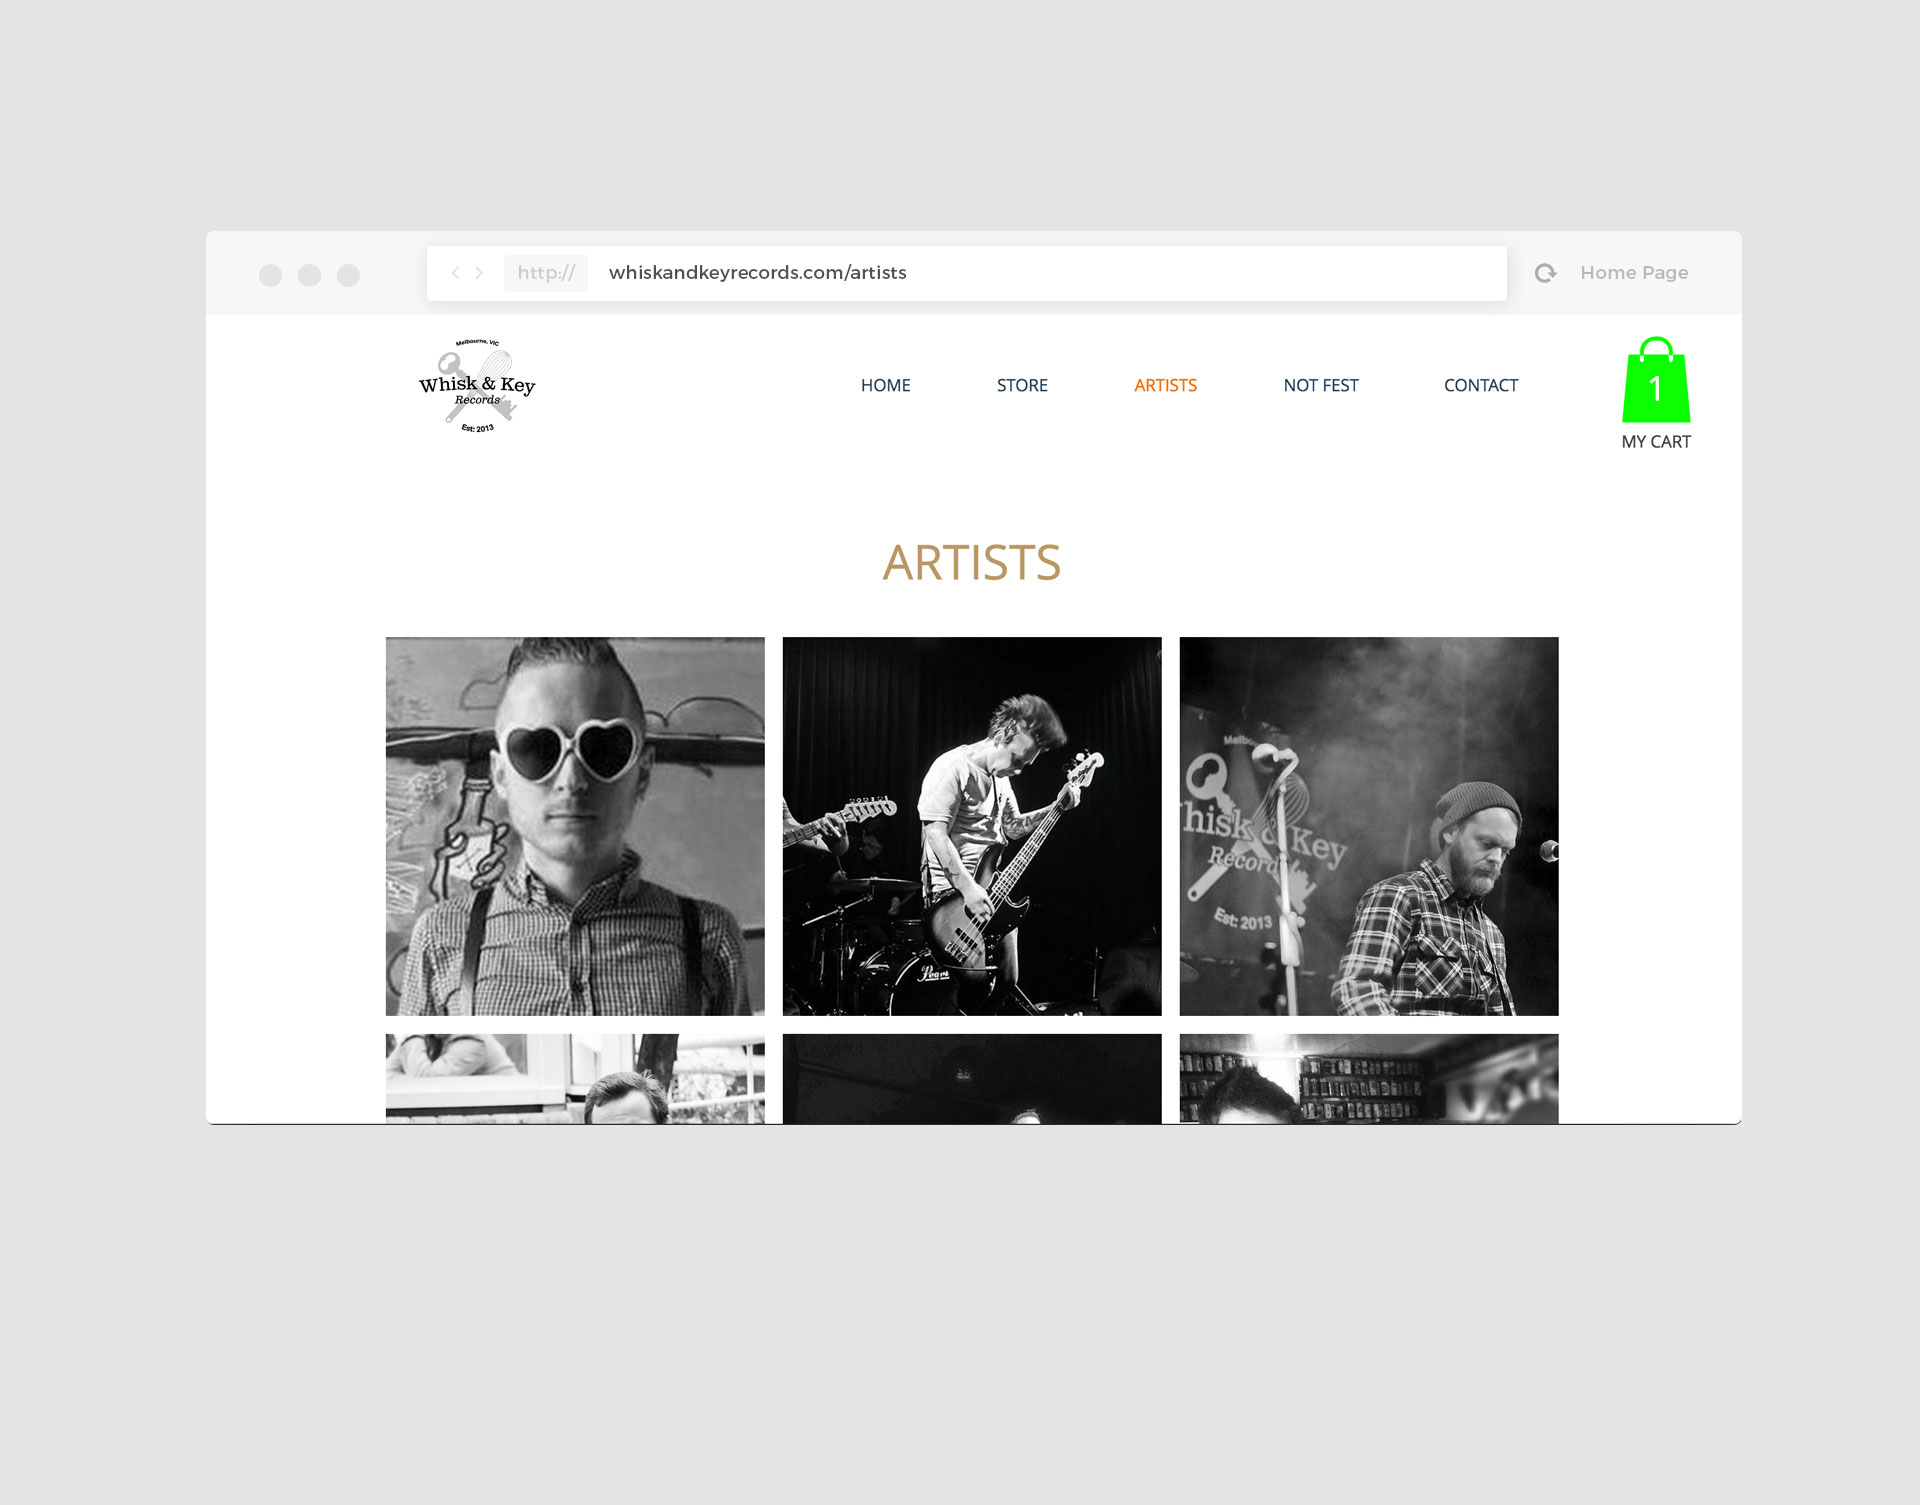 http://
whiskandkeyrecords.com/artists
Home Page
Melbourne, VIC
Whisk & Key
Records
Est: 2013
HOME
STORE
ARTISTS
NOT FEST
CONTACT
1
MY CART
ARTISTS
Pearl
Whisk & Key
Records
Est: 2013